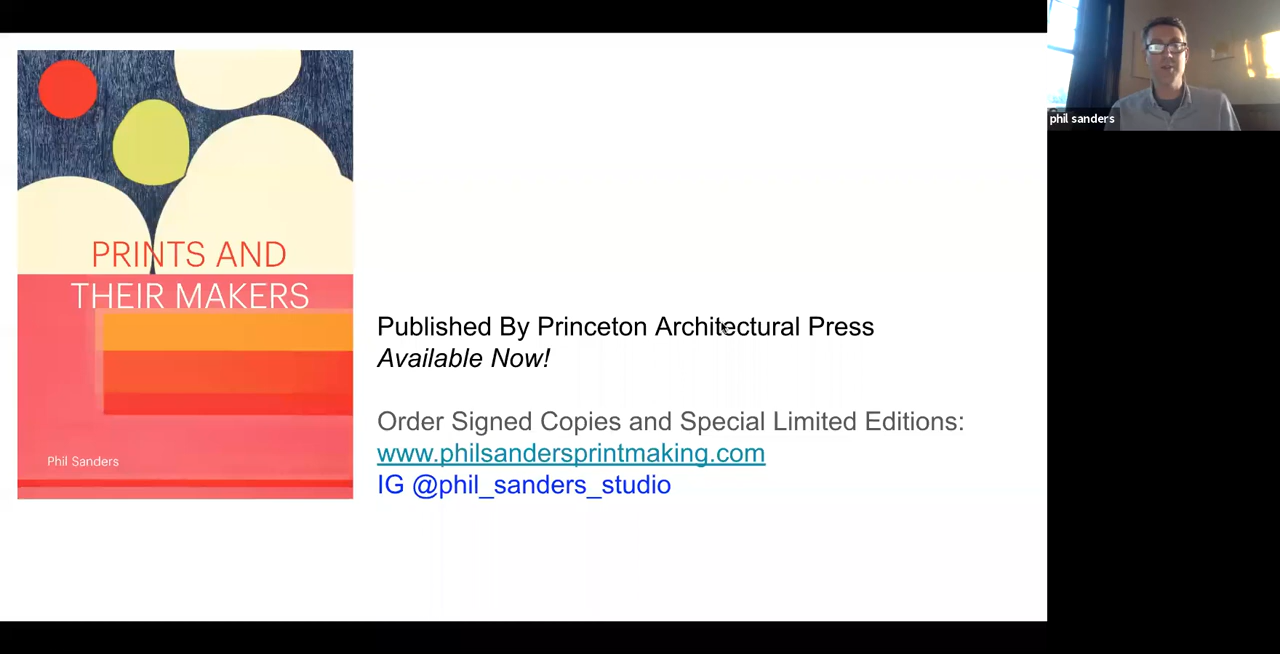 PRINTS AND
THEIR MAKERS
Phil Sanders
Published By Princeton Architectural Press
Available Now!
Order Signed Copies and Special Limited Editions:
www.philsandersprintmaking.com
IG @phil_sanders_studio
phil sanders